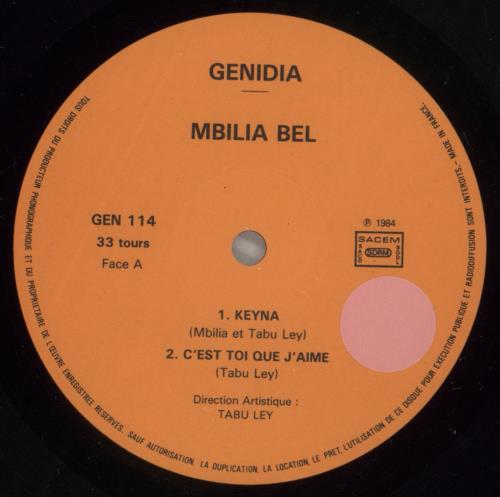 GENIDIA
MBILIA BEL
GEN 114
33 tours
Face A
℗ 1984
SACEM
SDRM
1. KEYNA
(Mbilia et Tabu Ley)
2. C'EST TOI QUE J'AIME
(Tabu Ley)
Direction Artistique :
TABU LEY
TOUS DROITS DU PRODUCTEUR PHONOGRAPHIQUE ET DU PROPRIETAIRE DE L'ŒUVRE ENREGISTREE RESERVES. SAUF AUTORISATION, LA DUPLICATION, LA LOCATION, LE PRET, L'UTILISATION DE CE DISQUE POUR EXECUTION PUBLIQUE ET RADIODIFFUSION SONT INTERDITS. - MADE IN FRANCE.